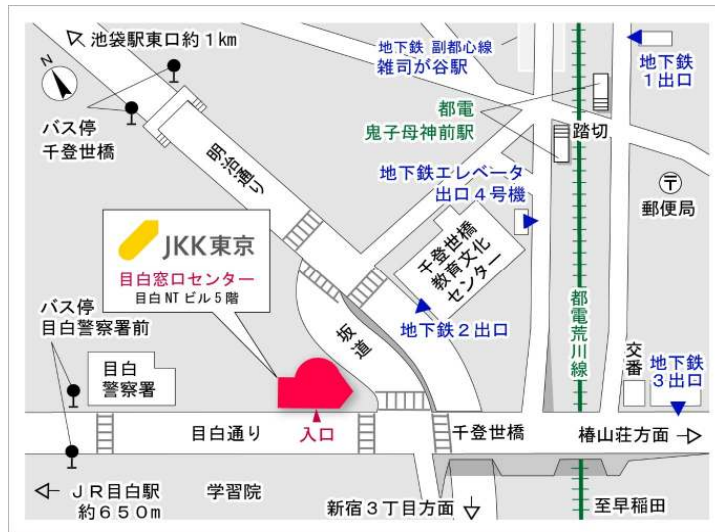 池袋駅東口約１km
N
バス停
千登世橋
明治通り
地下鉄 副都心線
雑司が谷駅
都電
鬼子母神前駅
踏切
地下鉄
１出口
地下鉄エレベータ
出口４号機
〒
郵便局
JKK東京
目白窓口センター
目白NTビル5階
千登世橋
教育文化
センター
バス停
目白警察署前
目白
警察署
坂道
地下鉄２出口
都電荒川線
交番
地下鉄
３出口
目白通り
入口
千登世橋
椿山荘方面
ＪＲ目白駅
約６５０ｍ
学習院
新宿３丁目方面
至早稲田